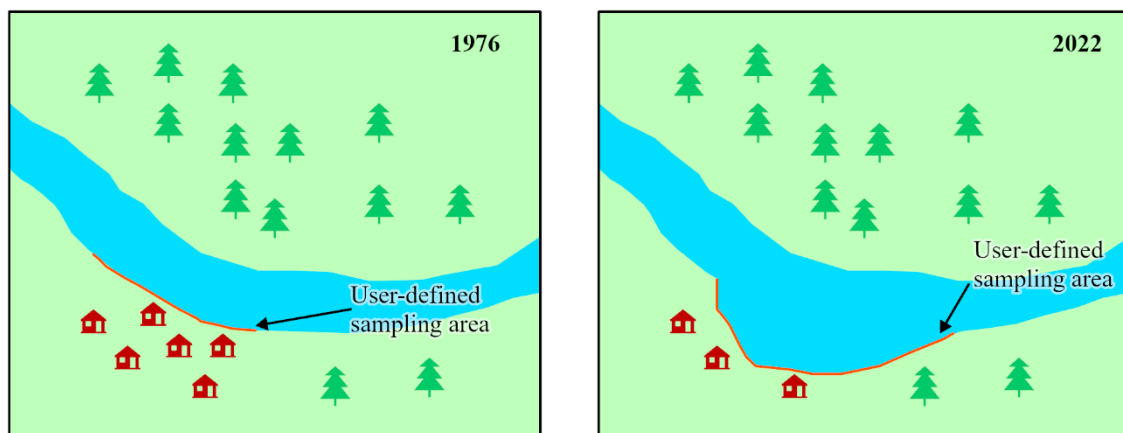 1976
User-defined
sampling area
2022
User-defined
sampling area